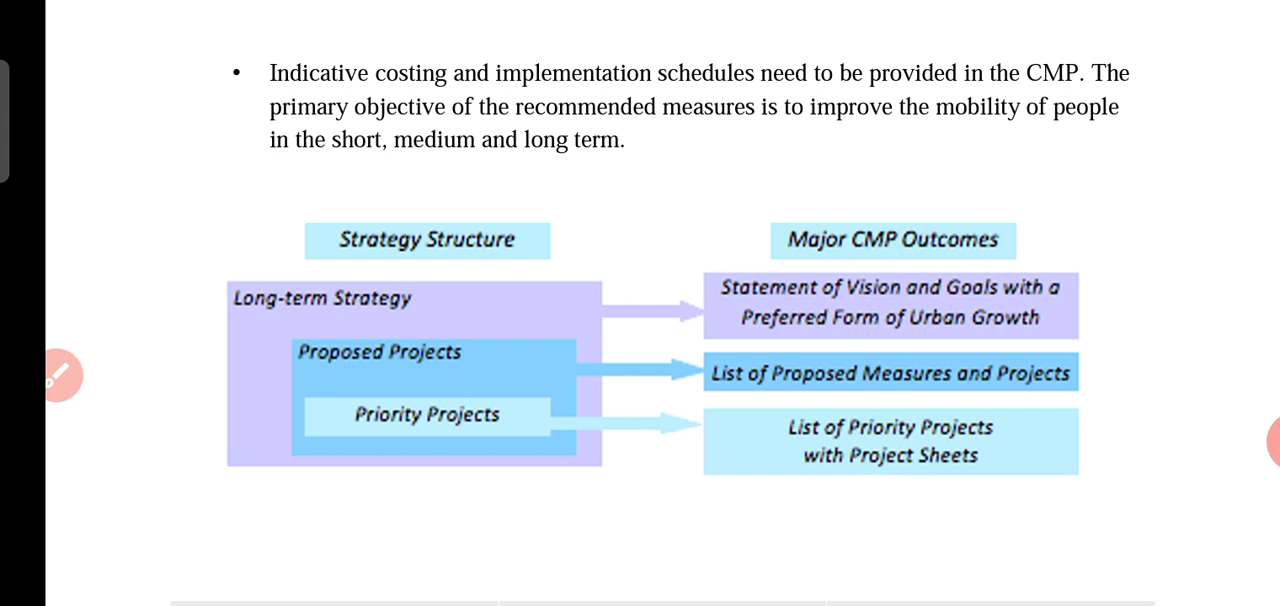 • Indicative costing and implementation schedules need to be provided in the CMP. The
primary objective of the recommended measures is to improve the mobility of people
in the short, medium and long term.
Strategy Structure
Major CMP Outcomes
Long-term Strategy
Statement of Vision and Goals with a
Preferred Form of Urban Growth
Proposed Projects
List of Proposed Measures and Projects
Priority Projects
List of Priority Projects
with Project Sheets